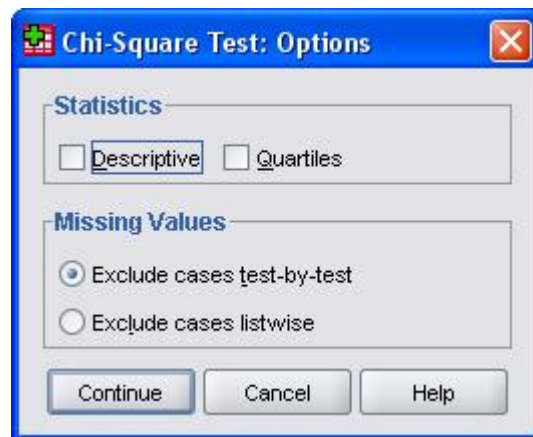 Chi-Square Test: Options
Statistics
Descriptive Quartiles
Missing Values
Exclude cases test-by-test
Exclude cases listwise
Continue Cancel Help